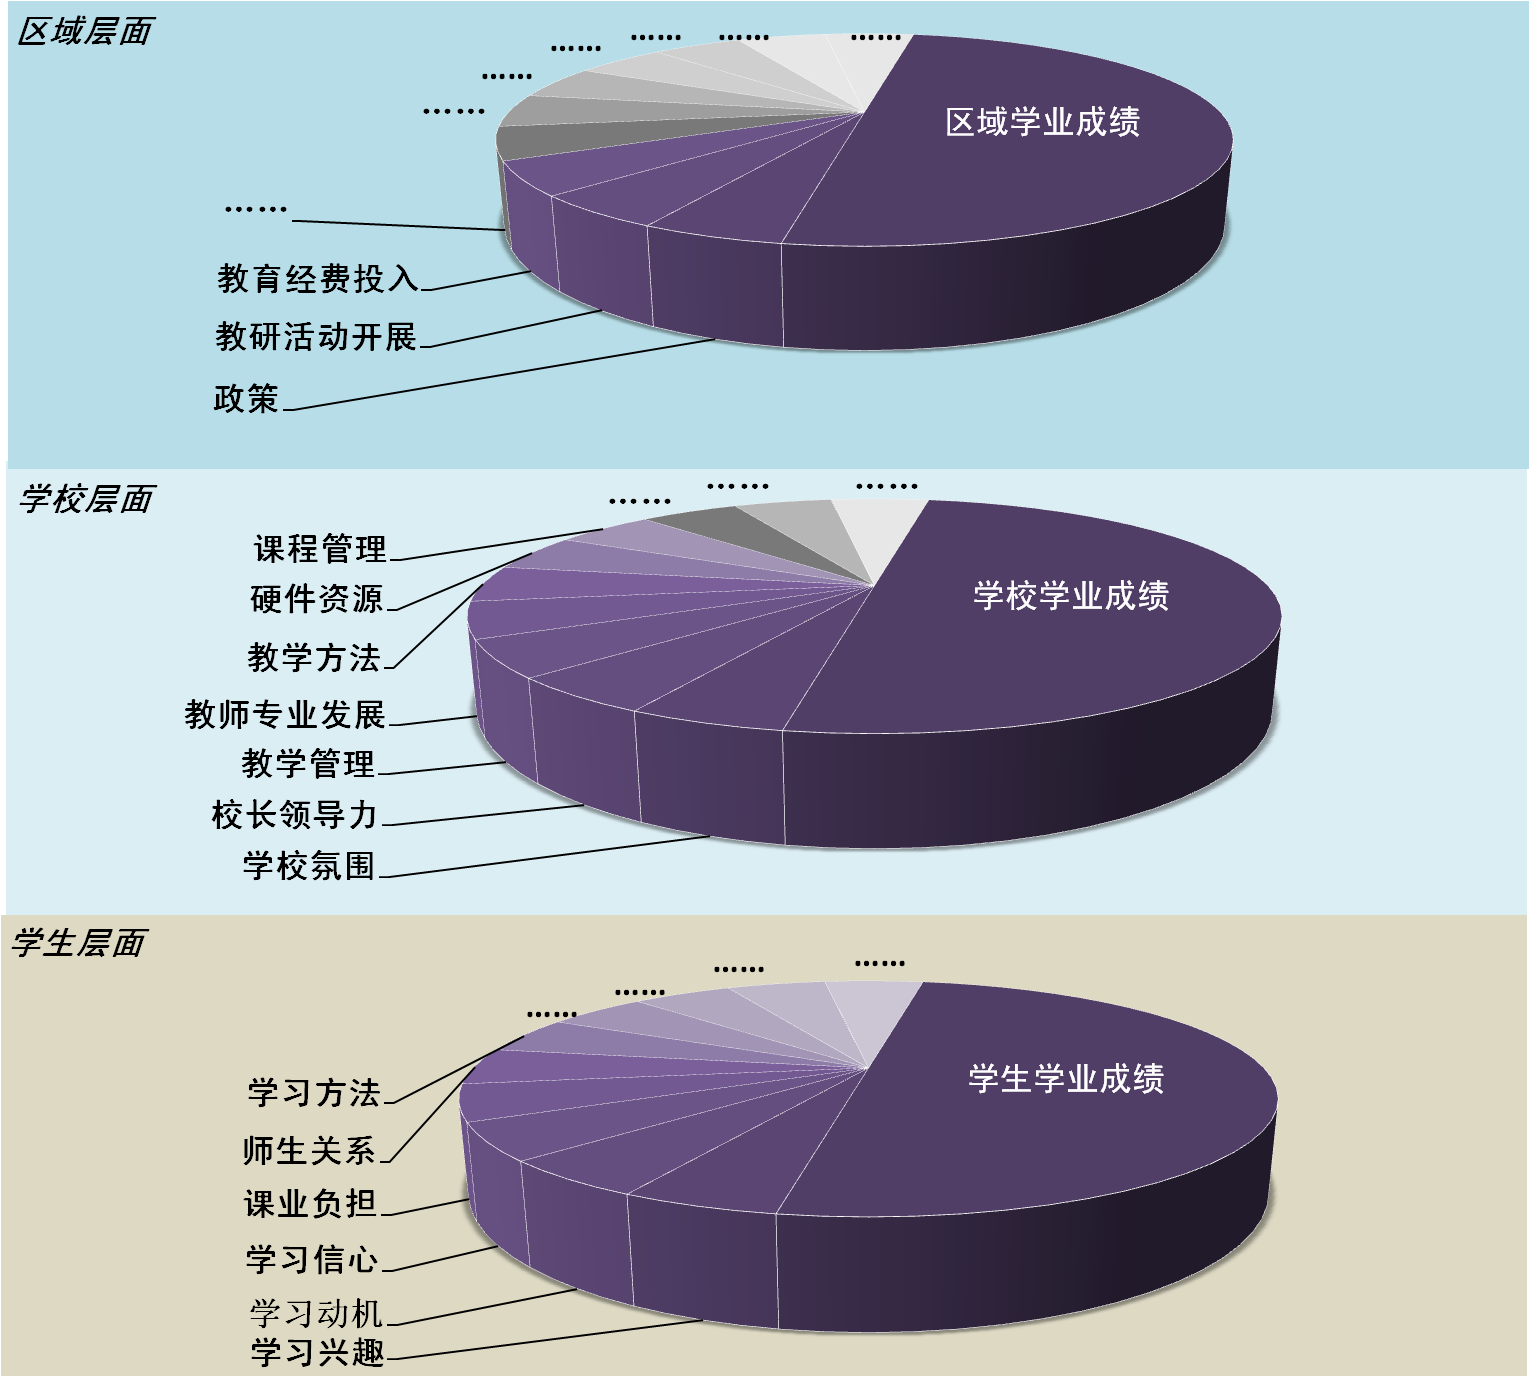 区域层面
……
……
……
……
……
……
区域学业成绩
……
教育经费投入
教研活动开展
政策
学校层面
……
……
……
课程管理
硬件资源
学校学业成绩
教学方法
教师专业发展
教学管理
校长领导力
学校氛围
学生层面
……
……
……
……
学生学业成绩
学习方法
师生关系
课业负担
学习信心
学习动机
学习兴趣